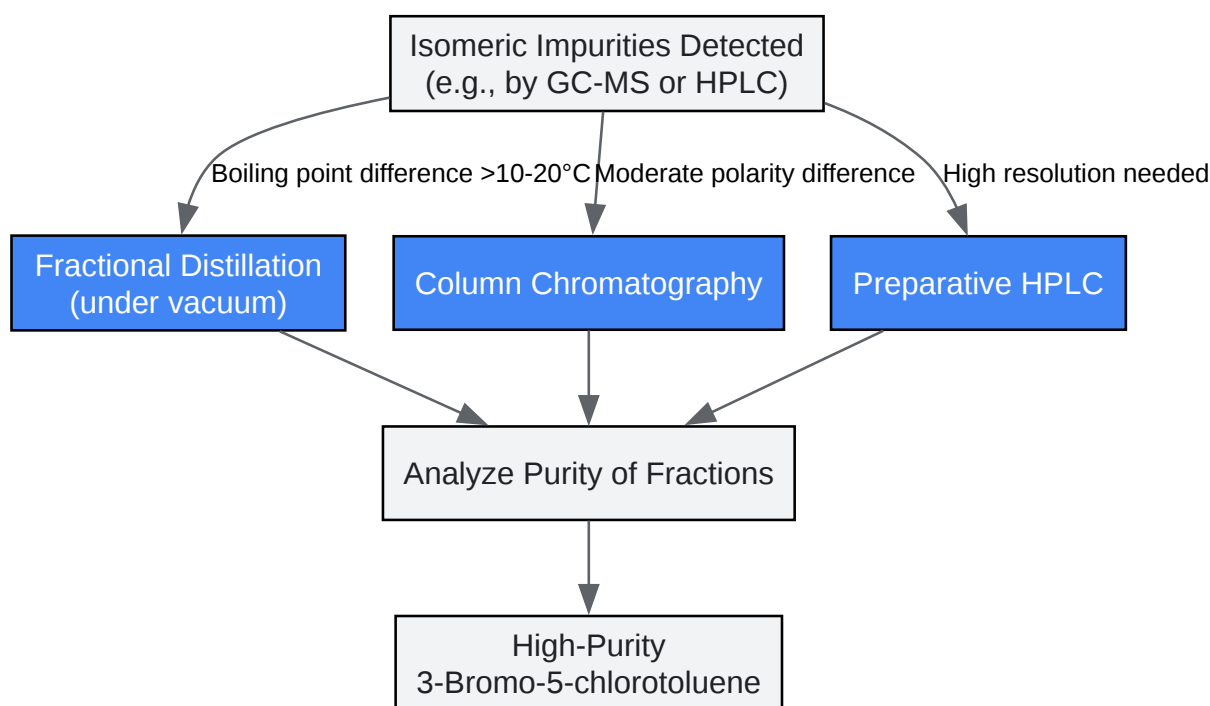 Isomeric Impurities Detected
(e.g., by GC-MS or HPLC)
Boiling point difference >10-20°C
Moderate polarity difference
High resolution needed
Fractional Distillation
(under vacuum)
Column Chromatography
Preparative HPLC
Analyze Purity of Fractions
High-Purity
3-Bromo-5-chlorotoluene